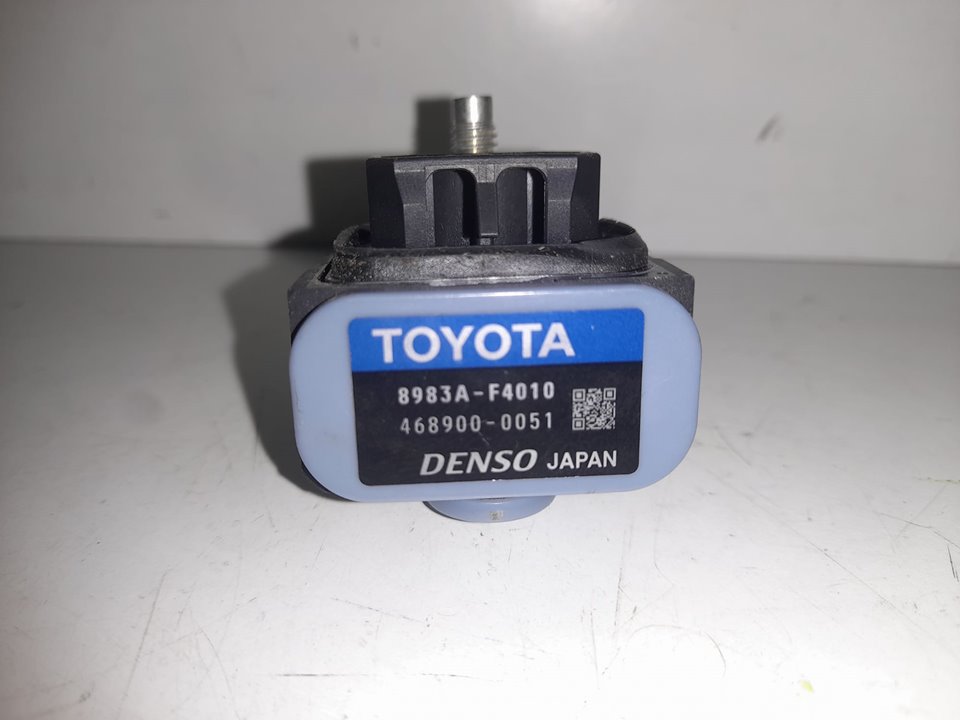 TOYOTA
8983A-F4010
468900-0051
DENSO JAPAN